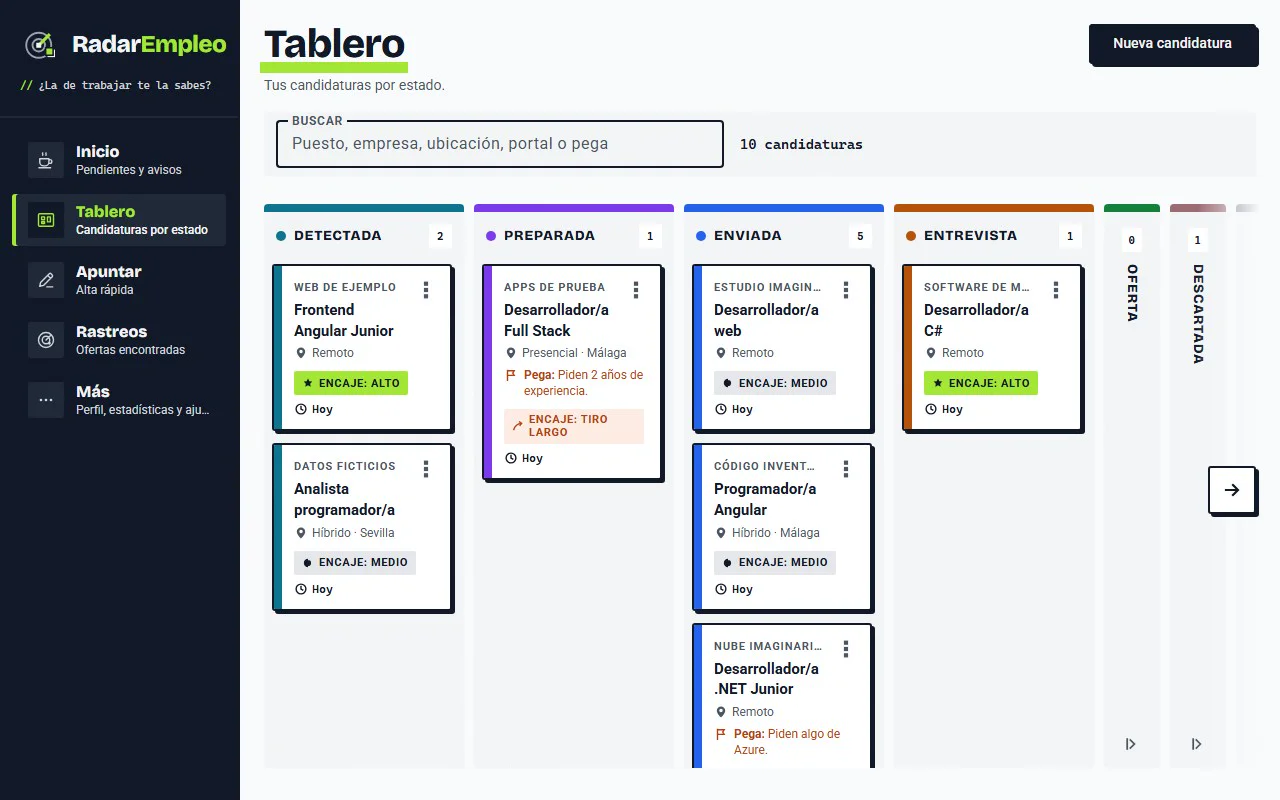 RadarEmpleo
// ¿La de trabajar te la sabes?
Inicio
Pendientes y avisos
Tablero
Candidaturas por estado
Apuntar
Alta rápida
Rastreos
Ofertas encontradas
Más
Perfil, estadísticas y aju…
Tablero
Tus candidaturas por estado.
Nueva candidatura
BUSCAR
Puesto, empresa, ubicación, portal o pega
10 candidaturas
DETECTADA 2
WEB DE EJEMPLO
Frontend
Angular Junior
Remoto
ENCAJE: ALTO
Hoy
DATOS FICTICIOS
Analista
programador/a
Híbrido · Sevilla
ENCAJE: MEDIO
Hoy
PREPARADA 1
APPS DE PRUEBA
Desarrollador/a
Full Stack
Presencial · Málaga
Pega: Piden 2 años de
experiencia.
ENCAJE: TIRO
LARGO
Hoy
ENVIADA 5
ESTUDIO IMAGIN…
Desarrollador/a
web
Remoto
ENCAJE: MEDIO
Hoy
CÓDIGO INVENT…
Programador/a
Angular
Híbrido · Málaga
ENCAJE: MEDIO
Hoy
NUBE IMAGINARI…
Desarrollador/a
.NET Junior
Remoto
Pega: Piden algo de
Azure.
ENTREVISTA 1
SOFTWARE DE M…
Desarrollador/a
C#
Remoto
ENCAJE: ALTO
Hoy
0
OFERTA
1
DESCARTADA